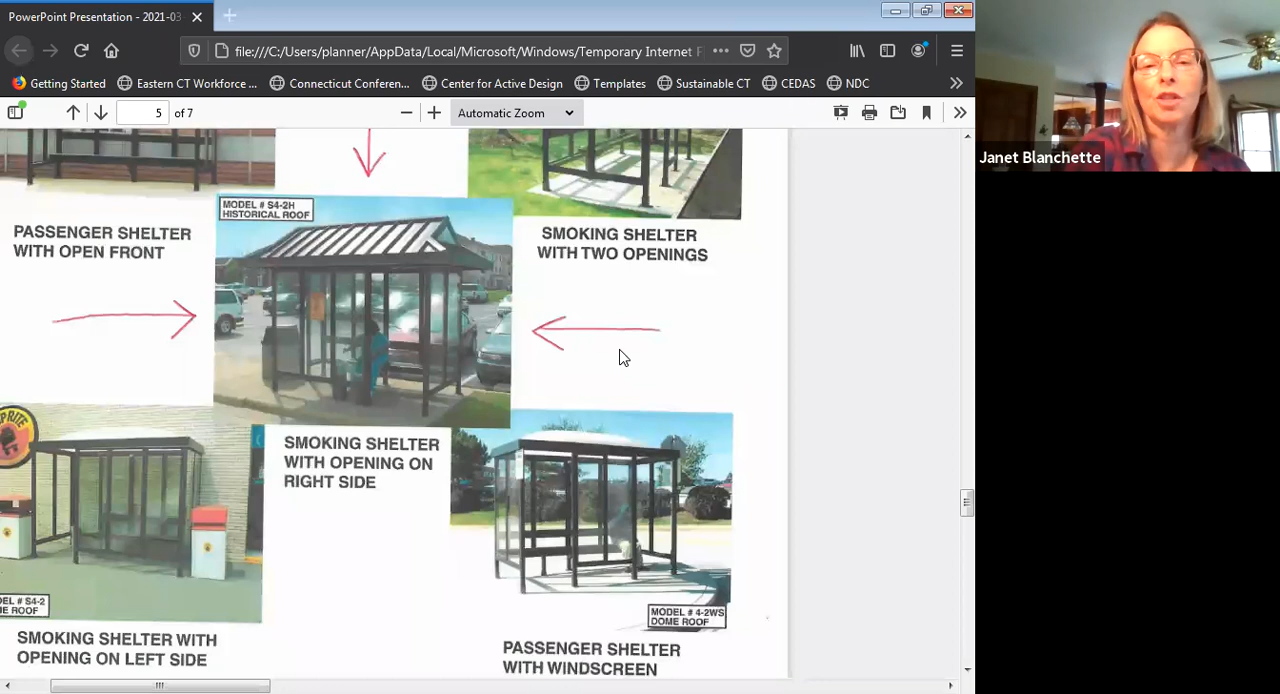 PowerPoint Presentation - 2021-03
file:///C:/Users/planner/AppData/Local/Microsoft/Windows/Temporary Internet F
Getting Started Eastern CT Workforce ... Connecticut Conferen... Center for Active Design Templates Sustainable CT CEDAS NDC
5 of 7 Automatic Zoom
Janet Blanchette
MODEL # S4-2H
HISTORICAL ROOF
PASSENGER SHELTER
WITH OPEN FRONT
SMOKING SHELTER
WITH TWO OPENINGS
SMOKING SHELTER
WITH OPENING ON
RIGHT SIDE
MODEL # 4-2WS
DOME ROOF
SMOKING SHELTER WITH
OPENING ON LEFT SIDE
PASSENGER SHELTER
WITH WINDSCREEN